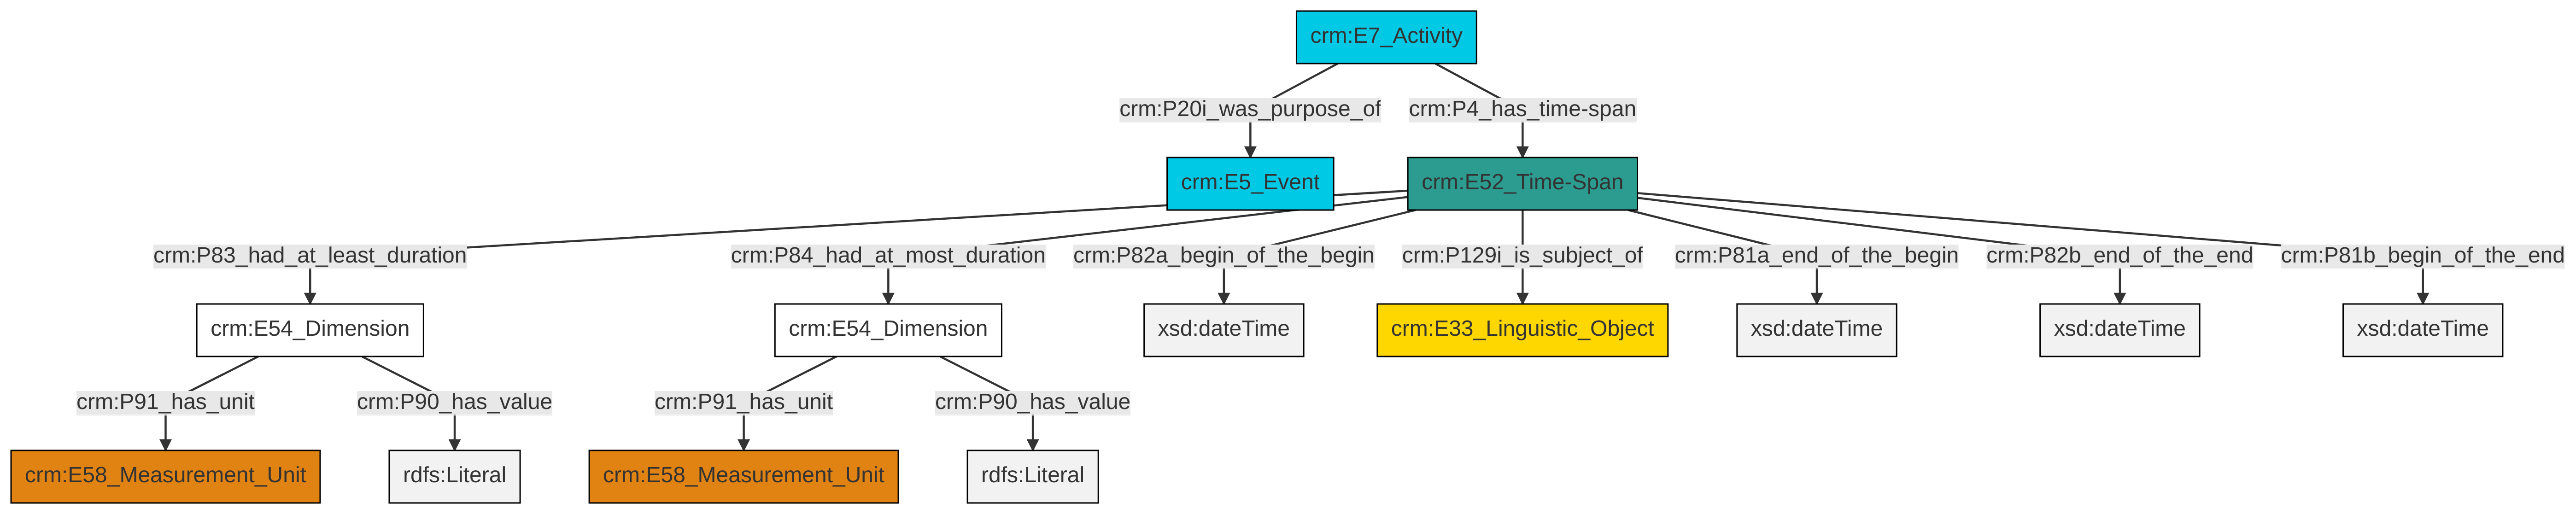 crm:E7_Activity
crm:P20i_was_purpose_of
crm:P4_has_time-span
crm:E5_Event
crm:E52_Time-Span
crm:P83_had_at_least_duration
crm:P84_had_at_most_duration
crm:P82a_begin_of_the_begin
crm:P129i_is_subject_of
crm:P81a_end_of_the_begin
crm:P82b_end_of_the_end
crm:P81b_begin_of_the_end
crm:E54_Dimension
crm:E54_Dimension
xsd:dateTime
crm:E33_Linguistic_Object
xsd:dateTime
xsd:dateTime
xsd:dateTime
crm:P91_has_unit
crm:P90_has_value
crm:P91_has_unit
crm:P90_has_value
crm:E58_Measurement_Unit
rdfs:Literal
crm:E58_Measurement_Unit
rdfs:Literal